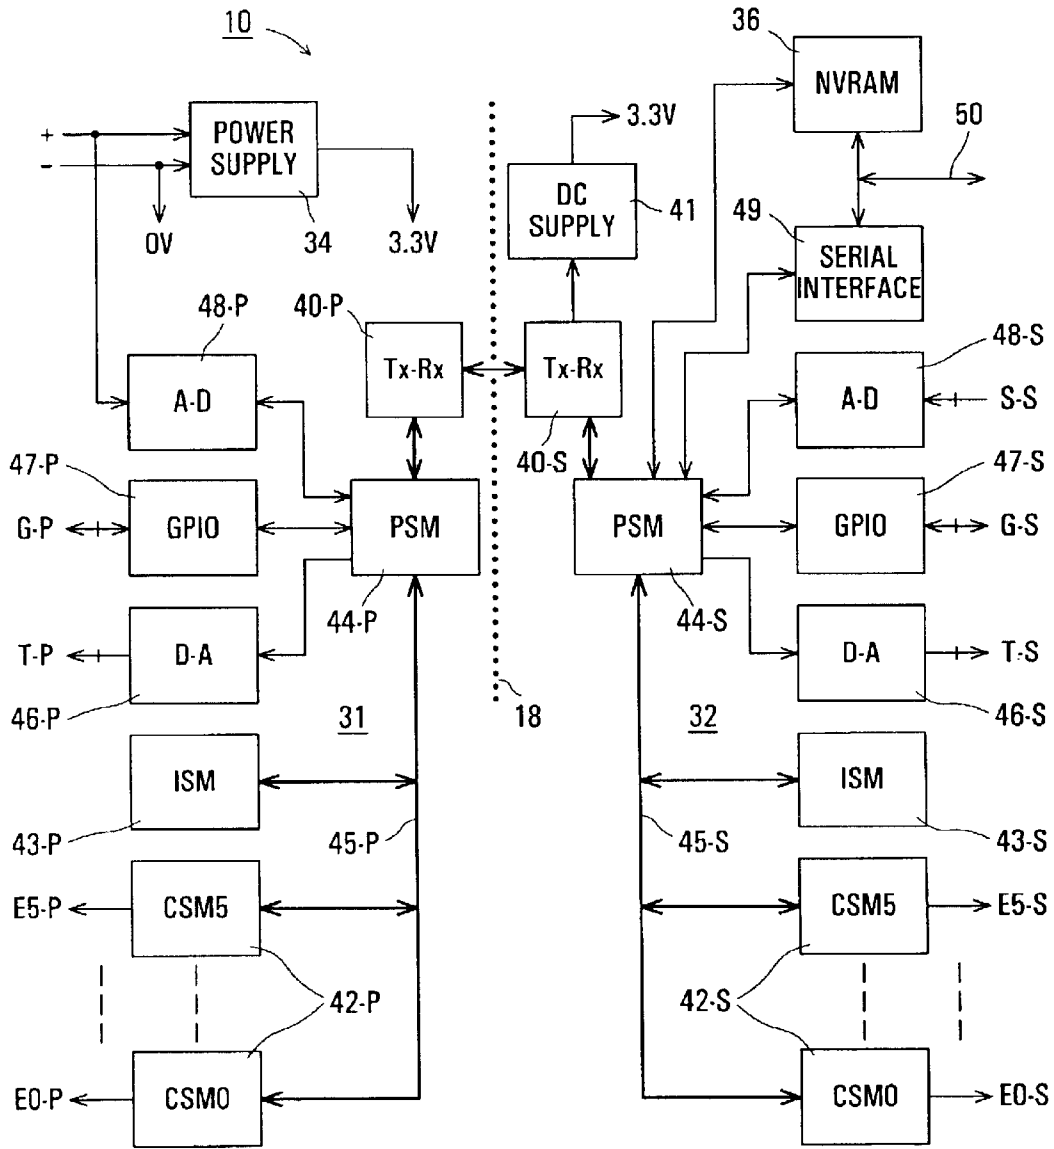 10
36
NVRAM
50
+
-
POWER
SUPPLY
34
0V
3.3V
3.3V
DC
SUPPLY
41
49
SERIAL
INTERFACE
48-P
40-P
Tx-Rx
Tx-Rx
40-S
48-S
A-D
A-D
S-S
47-P
G-P
GPIO
PSM
44-P
PSM
44-S
47-S
GPIO
G-S
T-P
D-A
46-P
D-A
T-S
46-S
31
18
32
ISM
43-P
45-P
45-S
ISM
43-S
E5-P
CSM5
CSM5
E5-S
42-P
42-S
E0-P
CSM0
CSM0
E0-S